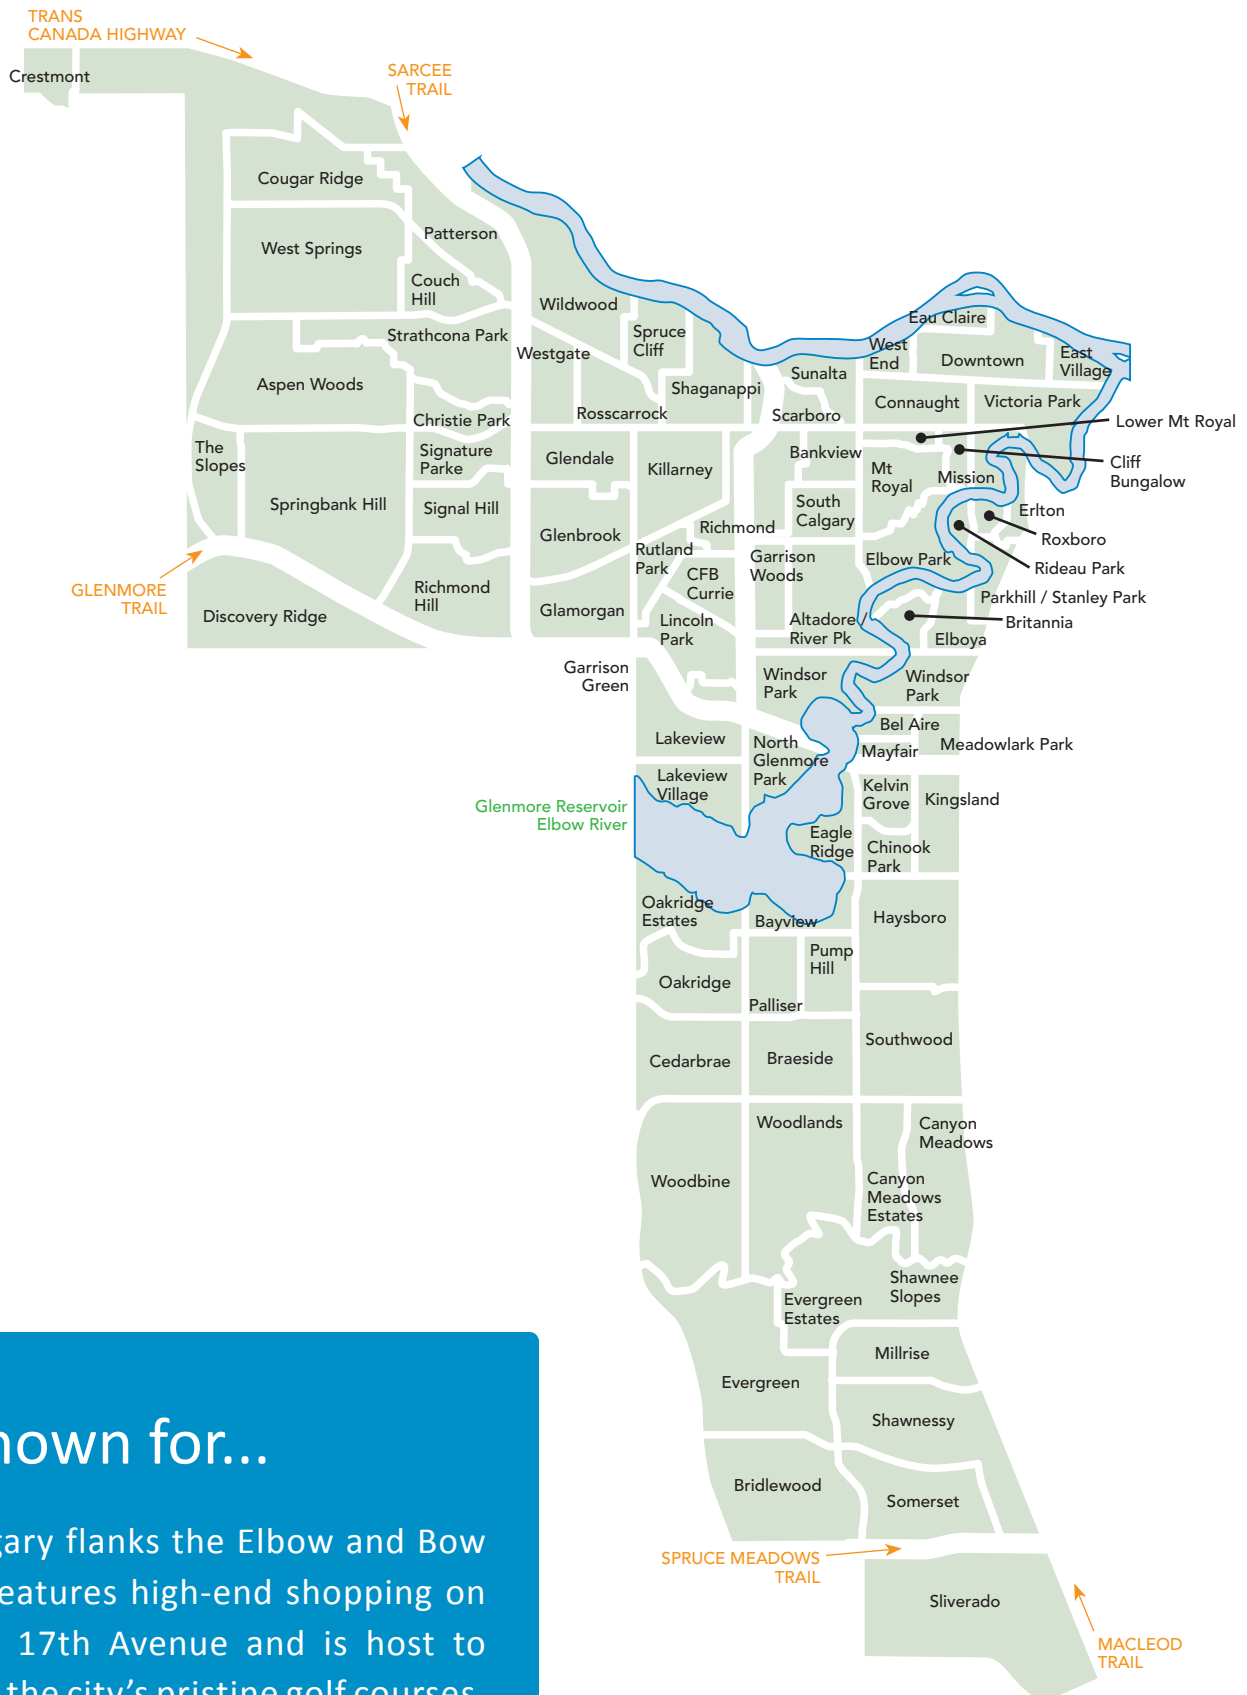 TRANS
CANADA HIGHWAY
Crestmont
SARCEE
TRAIL
Cougar Ridge
Patterson
West Springs
Couch
Hill
Wildwood
Eau Claire
Strathcona Park
Spruce
Cliff
Westgate
West
End
Downtown
East
Village
Sunalta
Aspen Woods
Shaganappi
Connaught
Victoria Park
Christie Park
Rosscarrock
Scarboro
Lower Mt Royal
The
Slopes
Signature
Parke
Glendale
Killarney
Bankview
Mt
Royal
Mission
Cliff
Bungalow
Springbank Hill
Signal Hill
South
Calgary
Erlton
Glenbrook
Richmond
Roxboro
Rutland
Park
Garrison
Woods
Elbow Park
Rideau Park
GLENMORE
TRAIL
Richmond
Hill
CFB
Currie
Parkhill / Stanley Park
Discovery Ridge
Glamorgan
Lincoln
Park
Altadore /
River Pk
Britannia
Elboya
Garrison
Green
Windsor
Park
Windsor
Park
Bel Aire
Lakeview
North
Glenmore
Park
Mayfair
Meadowlark Park
Lakeview
Village
Kelvin
Grove
Kingsland
Glenmore Reservoir
Elbow River
Eagle
Ridge
Chinook
Park
Oakridge
Estates
Bayview
Haysboro
Pump
Hill
Oakridge
Palliser
Southwood
Cedarbrae
Braeside
Woodlands
Canyon
Meadows
Woodbine
Canyon
Meadows
Estates
Shawnee
Slopes
Evergreen
Estates
Millrise
Evergreen
Shawnessy
Bridlewood
Somerset
SPRUCE MEADOWS
TRAIL
Sliverado
MACLEOD
TRAIL
nown for...
gary flanks the Elbow and Bow
eatures high-end shopping on
17th Avenue and is host to
the city's pristine golf courses